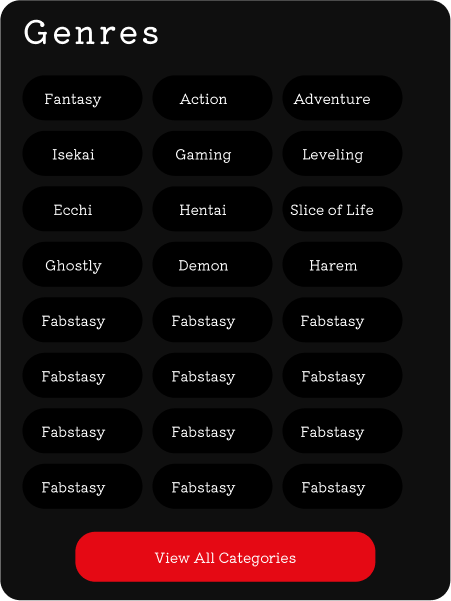 Genres
Fantasy Action Adventure
Isekai Gaming Leveling
Ecchi Hentai Slice of Life
Ghostly Demon Harem
Fabstasy Fabstasy Fabstasy
Fabstasy Fabstasy Fabstasy
Fabstasy Fabstasy Fabstasy
Fabstasy Fabstasy Fabstasy
View All Categories